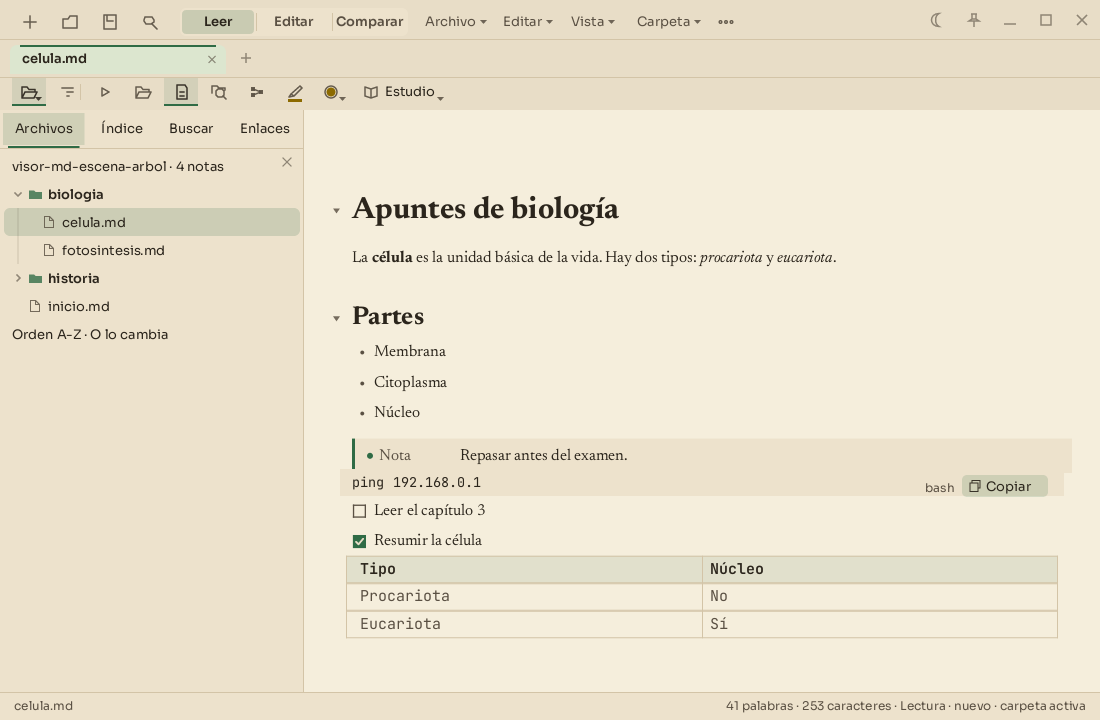 Leer Editar Comparar Archivo Editar Vista Carpeta
celula.md
Estudio
Archivos Índice Buscar Enlaces
visor-md-escena-arbol · 4 notas
biologia
celula.md
fotosintesis.md
historia
inicio.md
Orden A-Z · O lo cambia
Apuntes de biología
La célula es la unidad básica de la vida. Hay dos tipos: procariota y eucariota.
Partes
• Membrana
• Citoplasma
• Núcleo
• Nota Repasar antes del examen.
ping 192.168.0.1 bash Copiar
Leer el capítulo 3
Resumir la célula
Tipo Núcleo
Procariota No
Eucariota Sí
celula.md 41 palabras · 253 caracteres · Lectura · nuevo · carpeta activa